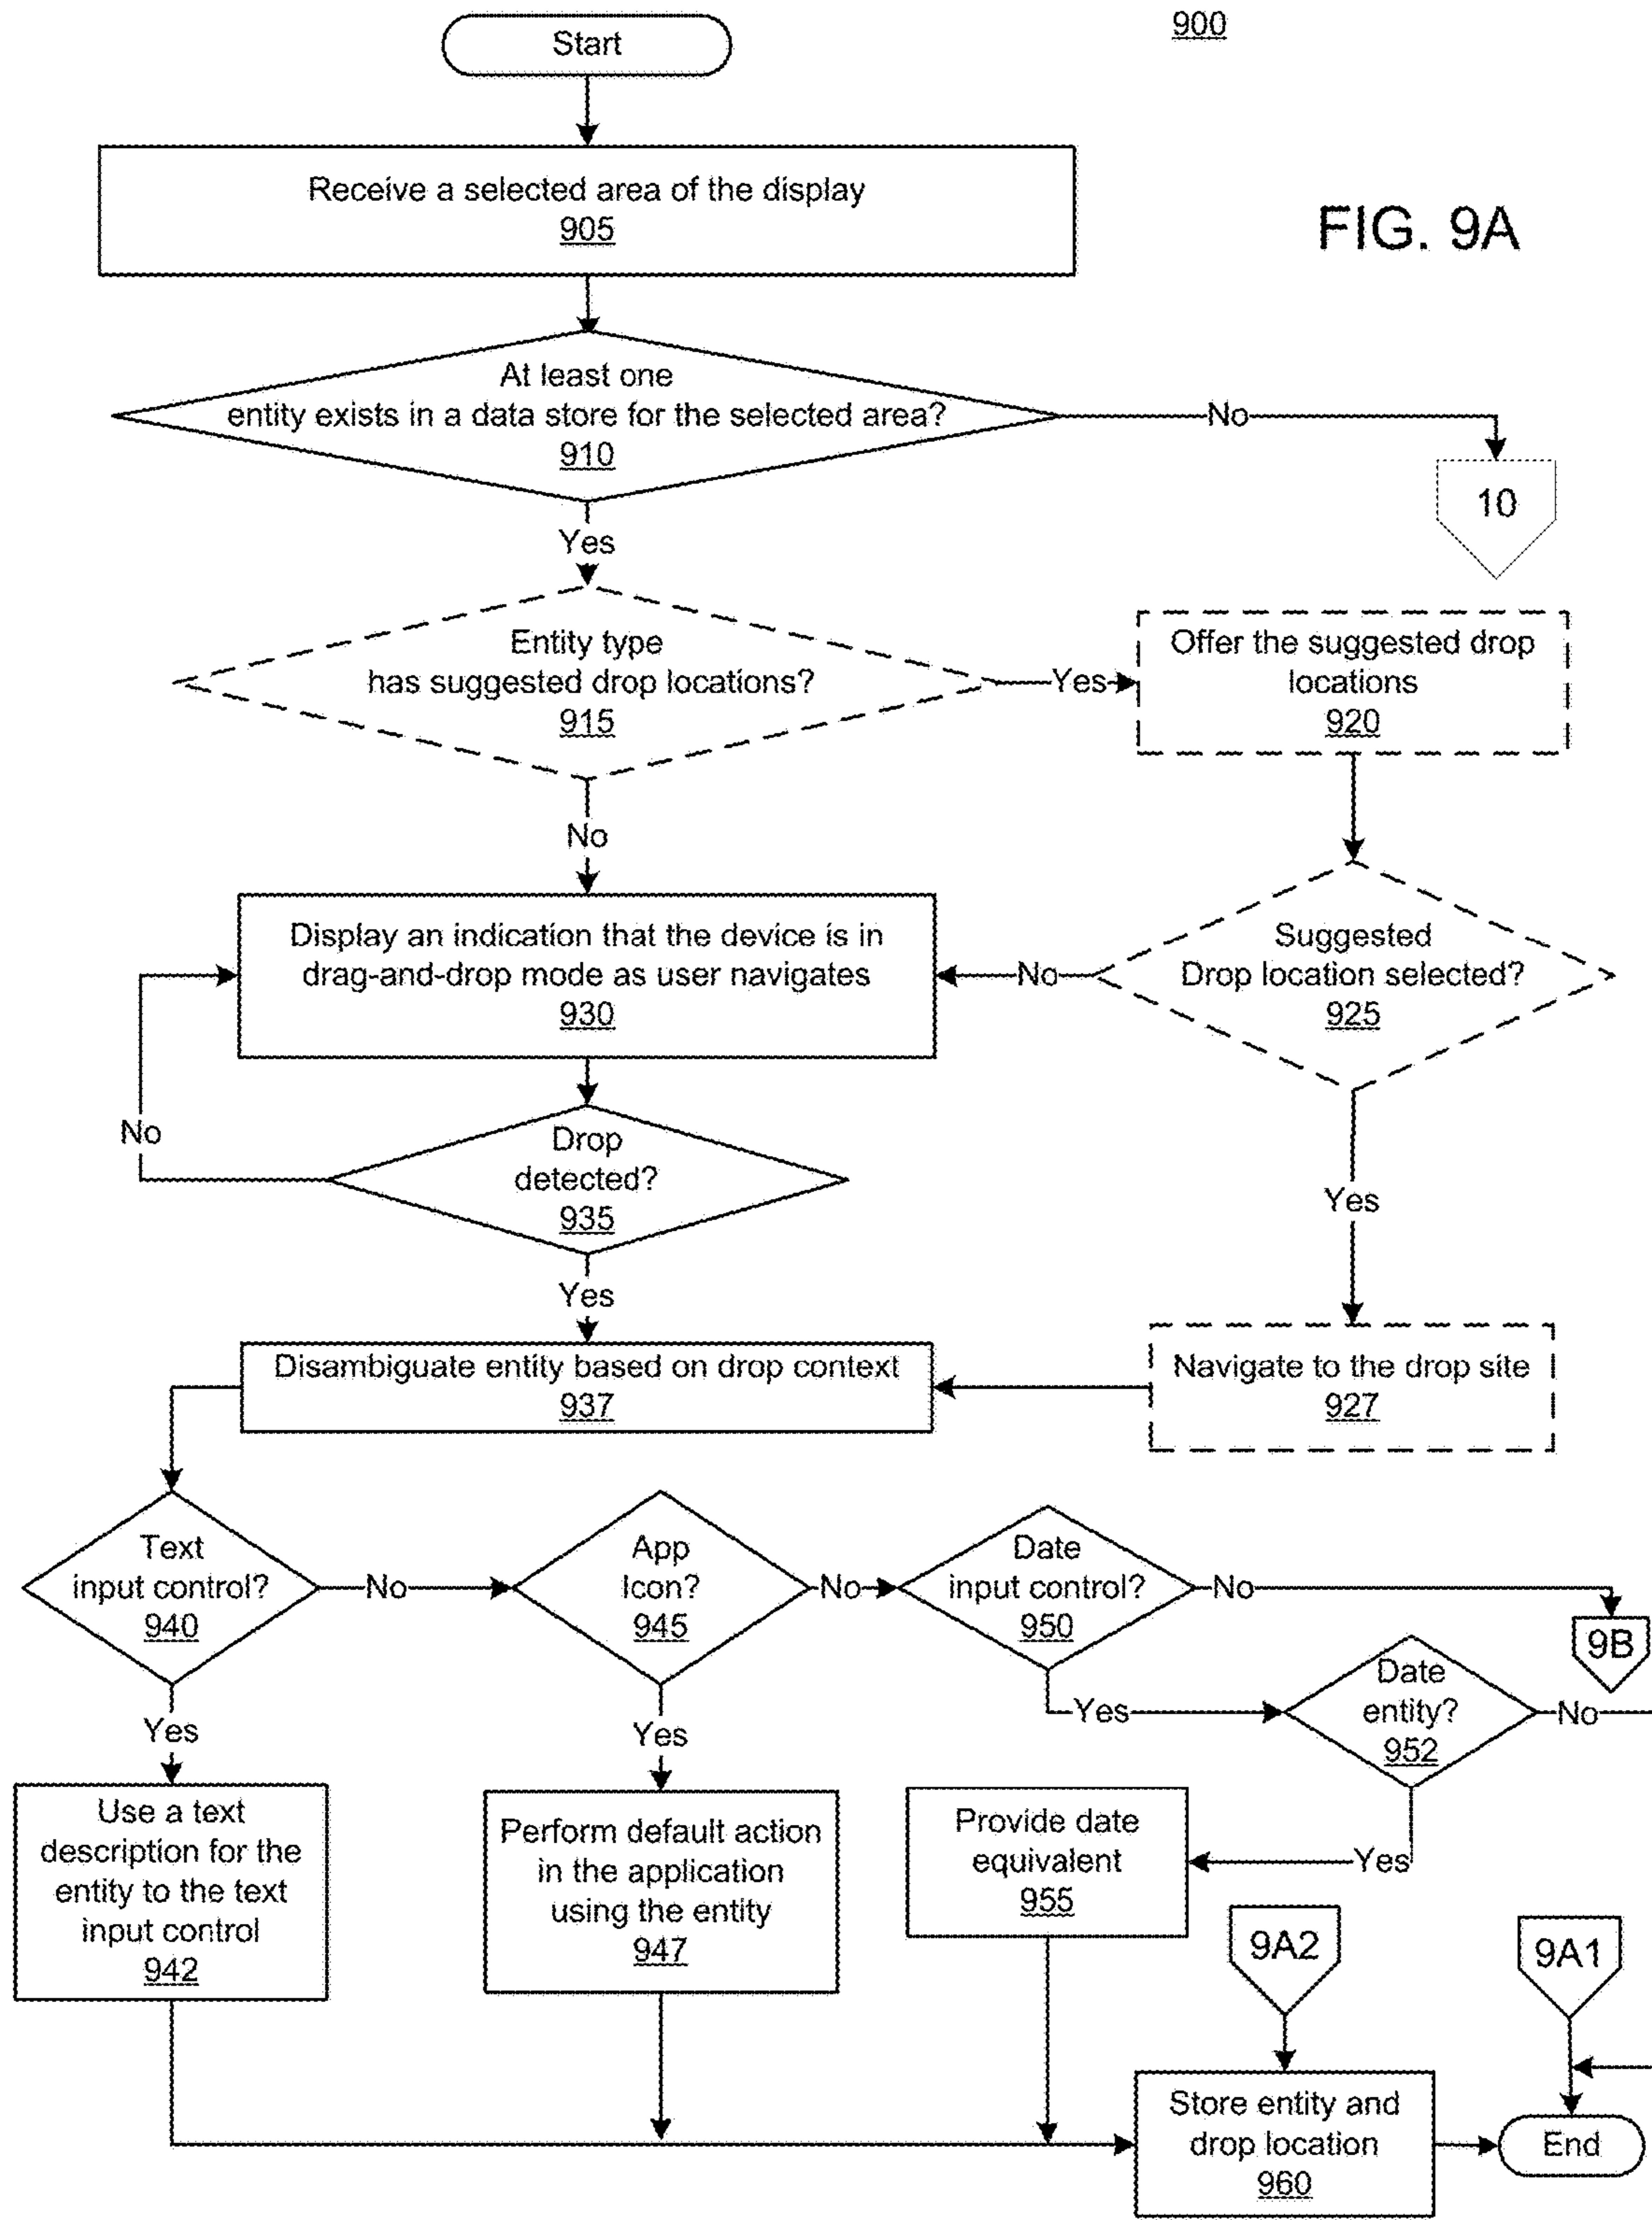 900
Start
Receive a selected area of the display
905
FIG. 9A
At least one
entity exists in a data store for the selected area?
910
No
10
Yes
Entity type
has suggested drop locations?
915
Yes
Offer the suggested drop
locations
920
No
Display an indication that the device is in
drag-and-drop mode as user navigates
930
No
Suggested
Drop location selected?
925
No
Drop
detected?
935
Yes
Yes
Disambiguate entity based on drop context
937
Navigate to the drop site
927
Text
input control?
940
No
App
Icon?
945
No
Date
input control?
950
No
9B
Yes
Yes
Yes
Date
entity?
952
No
Use a text
description for the
entity to the text
input control
942
Perform default action
in the application
using the entity
947
Provide date
equivalent
955
Yes
9A2
9A1
Store entity and
drop location
960
End